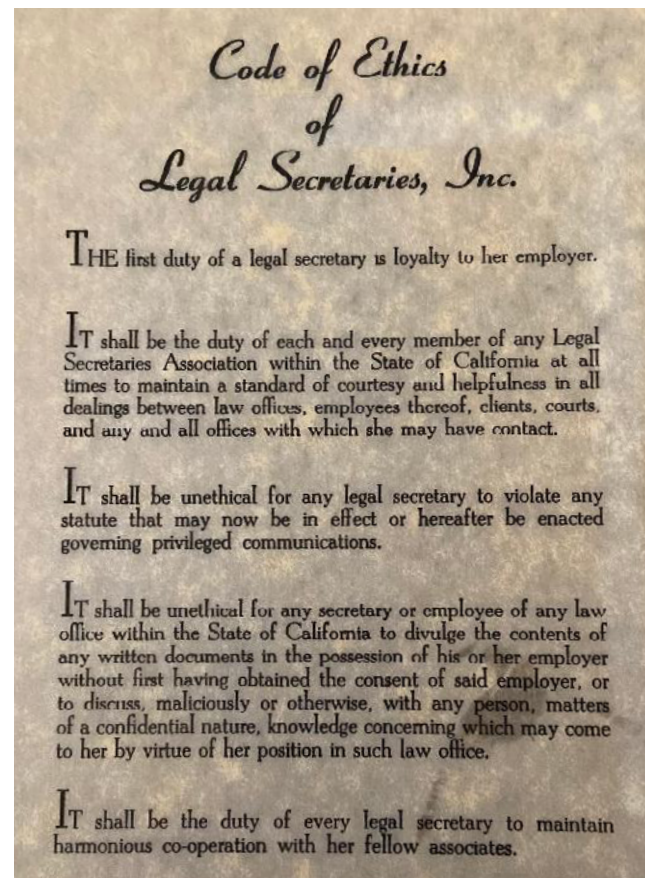 Code of Ethics
of
Legal Secretaries, Inc.
THE first duty of a legal secretary is loyalty to her employer.
IT shall be the duty of each and every member of any Legal
Secretaries Association within the State of California at all
times to maintain a standard of courtesy and helpfulness in all
dealings between law offices, employees thereof, clients, courts,
and any and all offices with which she may have contact.
IT shall be unethical for any legal secretary to violate any
statute that may now be in effect or hereafter be enacted
governing privileged communications.
IT shall be unethical for any secretary or employee of any law
office within the State of California to divulge the contents of
any written documents in the possession of his or her employer
without first having obtained the consent of said employer, or
to discuss, maliciously or otherwise, with any person, matters
of a confidential nature, knowledge concerning which may come
to her by virtue of her position in such law office.
IT shall be the duty of every legal secretary to maintain
harmonious co-operation with her fellow associates.